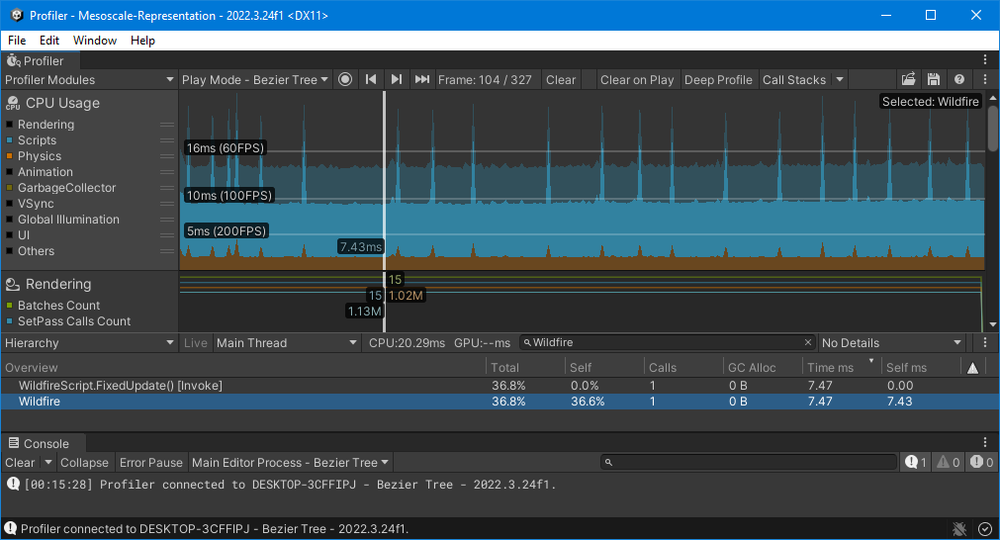 Profiler - Mesoscale-Representation - 2022.3.24f1 <DX11>
File Edit Window Help
Profiler
Profiler Modules Play Mode - Bezier Tree Frame: 104 / 327 Clear Clear on Play Deep Profile Call Stacks
CPU Usage
Selected: Wildfire
Rendering
Scripts
16ms (60FPS)
Physics
Animation
GarbageCollector
10ms (100FPS)
VSync
Global Illumination
5ms (200FPS)
UI
7.43ms
Others
Rendering
15
15 1.02M
Batches Count
1.13M
SetPass Calls Count
Hierarchy Live Main Thread CPU:20.29ms GPU:--ms Wildfire No Details
Overview Total Self Calls GC Alloc Time ms Self ms
WildfireScript.FixedUpdate() [Invoke] 36.8% 0.0% 1 0 B 7.47 0.00
Wildfire 36.8% 36.6% 1 0 B 7.47 7.43
Console
Clear Collapse Error Pause Main Editor Process - Bezier Tree 1 0 0
[00:15:28] Profiler connected to DESKTOP-3CFFIPJ - Bezier Tree - 2022.3.24f1.
Profiler connected to DESKTOP-3CFFIPJ - Bezier Tree - 2022.3.24f1.